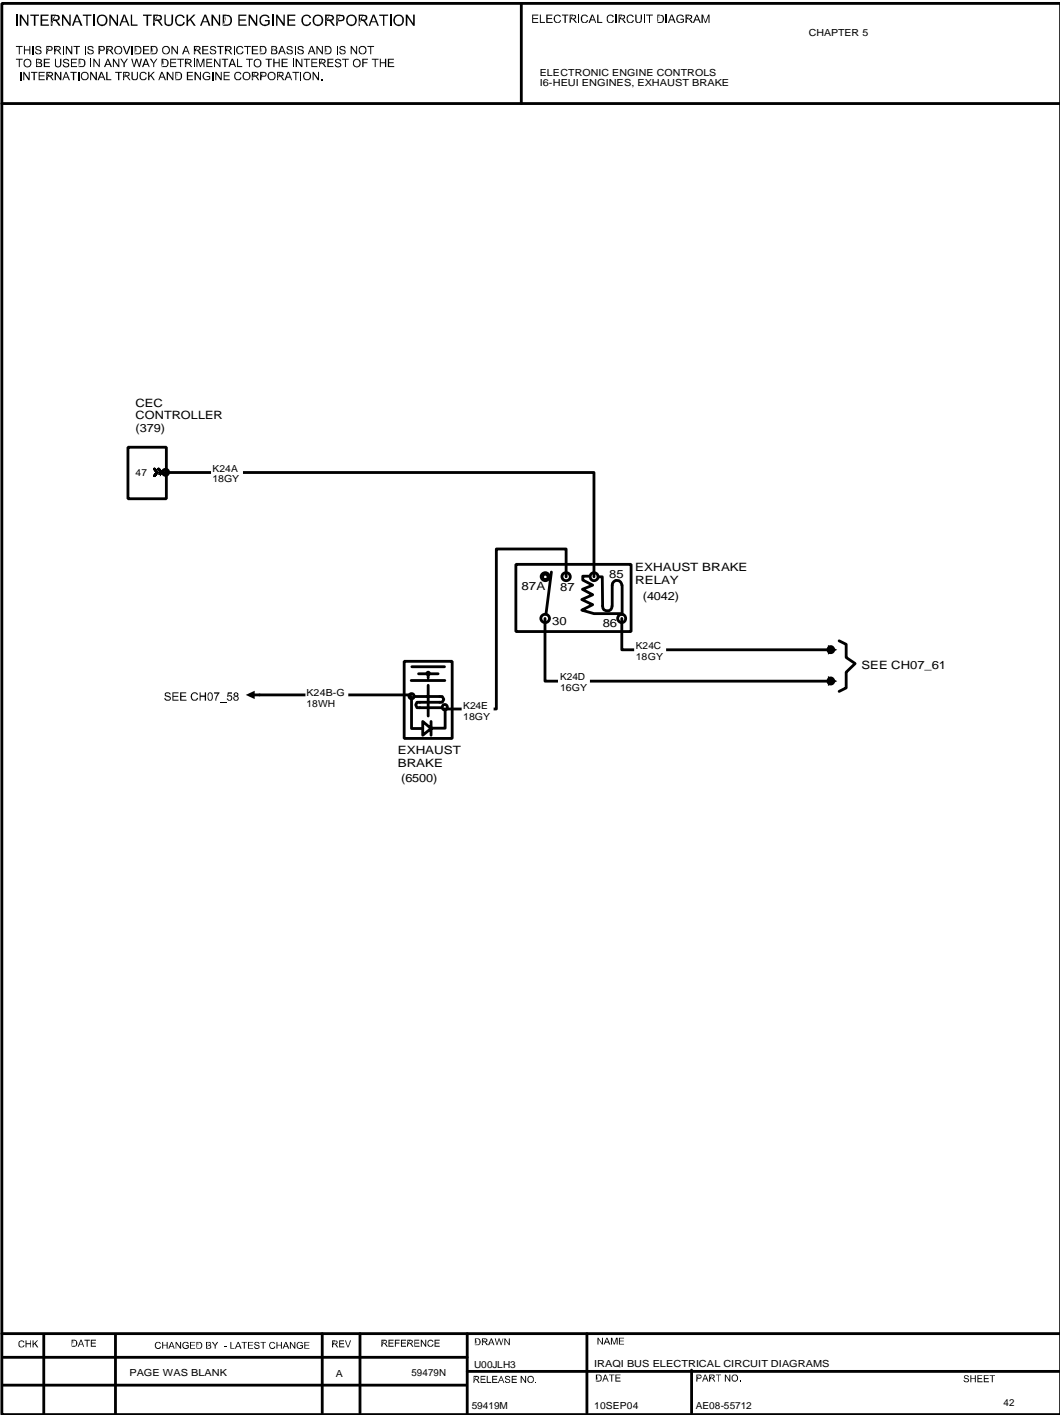 INTERNATIONAL TRUCK AND ENGINE CORPORATION
THIS PRINT IS PROVIDED ON A RESTRICTED BASIS AND IS NOT
TO BE USED IN ANY WAY DETRIMENTAL TO THE INTEREST OF THE
INTERNATIONAL TRUCK AND ENGINE CORPORATION.
ELECTRICAL CIRCUIT DIAGRAM
CHAPTER 5
ELECTRONIC ENGINE CONTROLS
I6-HEUI ENGINES, EXHAUST BRAKE
CEC
CONTROLLER
(379)
47
K24A
18GY
87A
87
85
30
86
EXHAUST BRAKE
RELAY
(4042)
K24C
18GY
K24D
16GY
SEE CH07_61
SEE CH07_58
K24B-G
18WH
K24E
18GY
EXHAUST
BRAKE
(6500)
CHK DATE CHANGED BY - LATEST CHANGE REV REFERENCE
PAGE WAS BLANK A 59479N
DRAWN
U00JLH3
RELEASE NO.
59419M
NAME
IRAQI BUS ELECTRICAL CIRCUIT DIAGRAMS
DATE
10SEP04
PART NO.
AE08-55712
SHEET
42